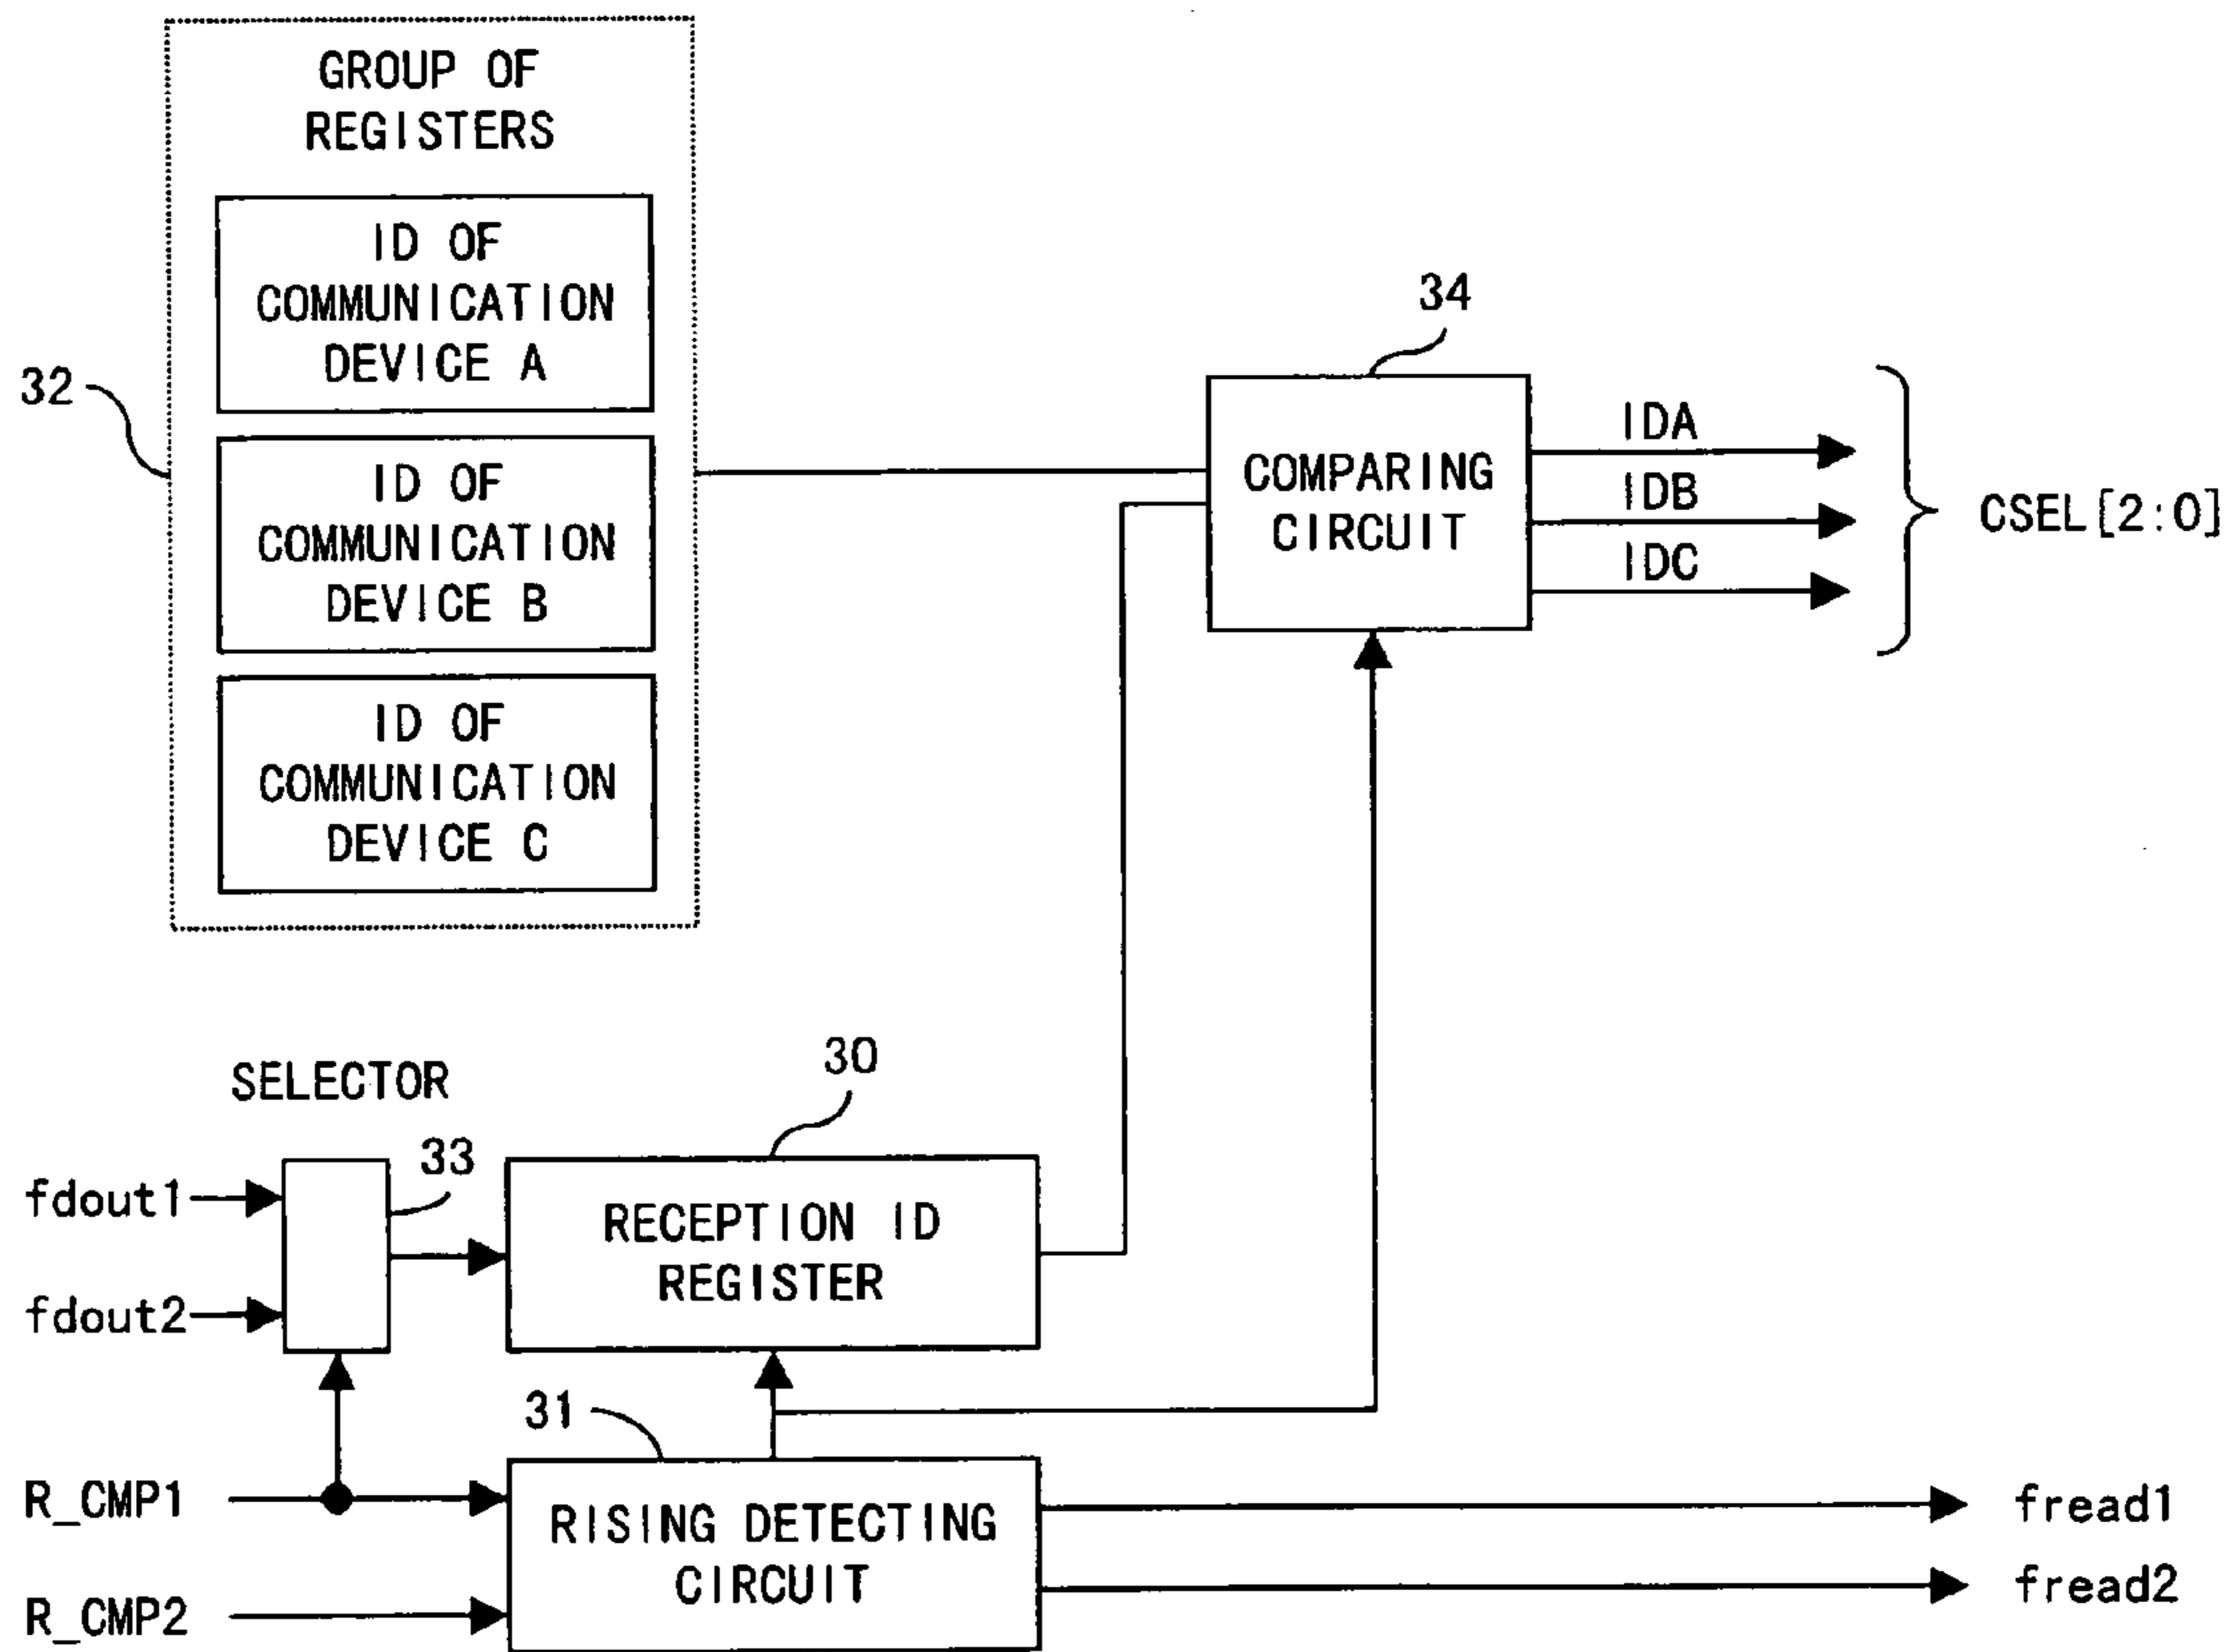 GROUP OF
REGISTERS
ID OF
COMMUNICATION
DEVICE A
32
ID OF
COMMUNICATION
DEVICE B
ID OF
COMMUNICATION
DEVICE C
34
COMPARING
CIRCUIT
IDA
IDB
IDC
CSEL[2:0]
SELECTOR
33
30
fdout1
fdout2
RECEPTION ID
REGISTER
31
R_CMP1
R_CMP2
RISING DETECTING
CIRCUIT
fread1
fread2